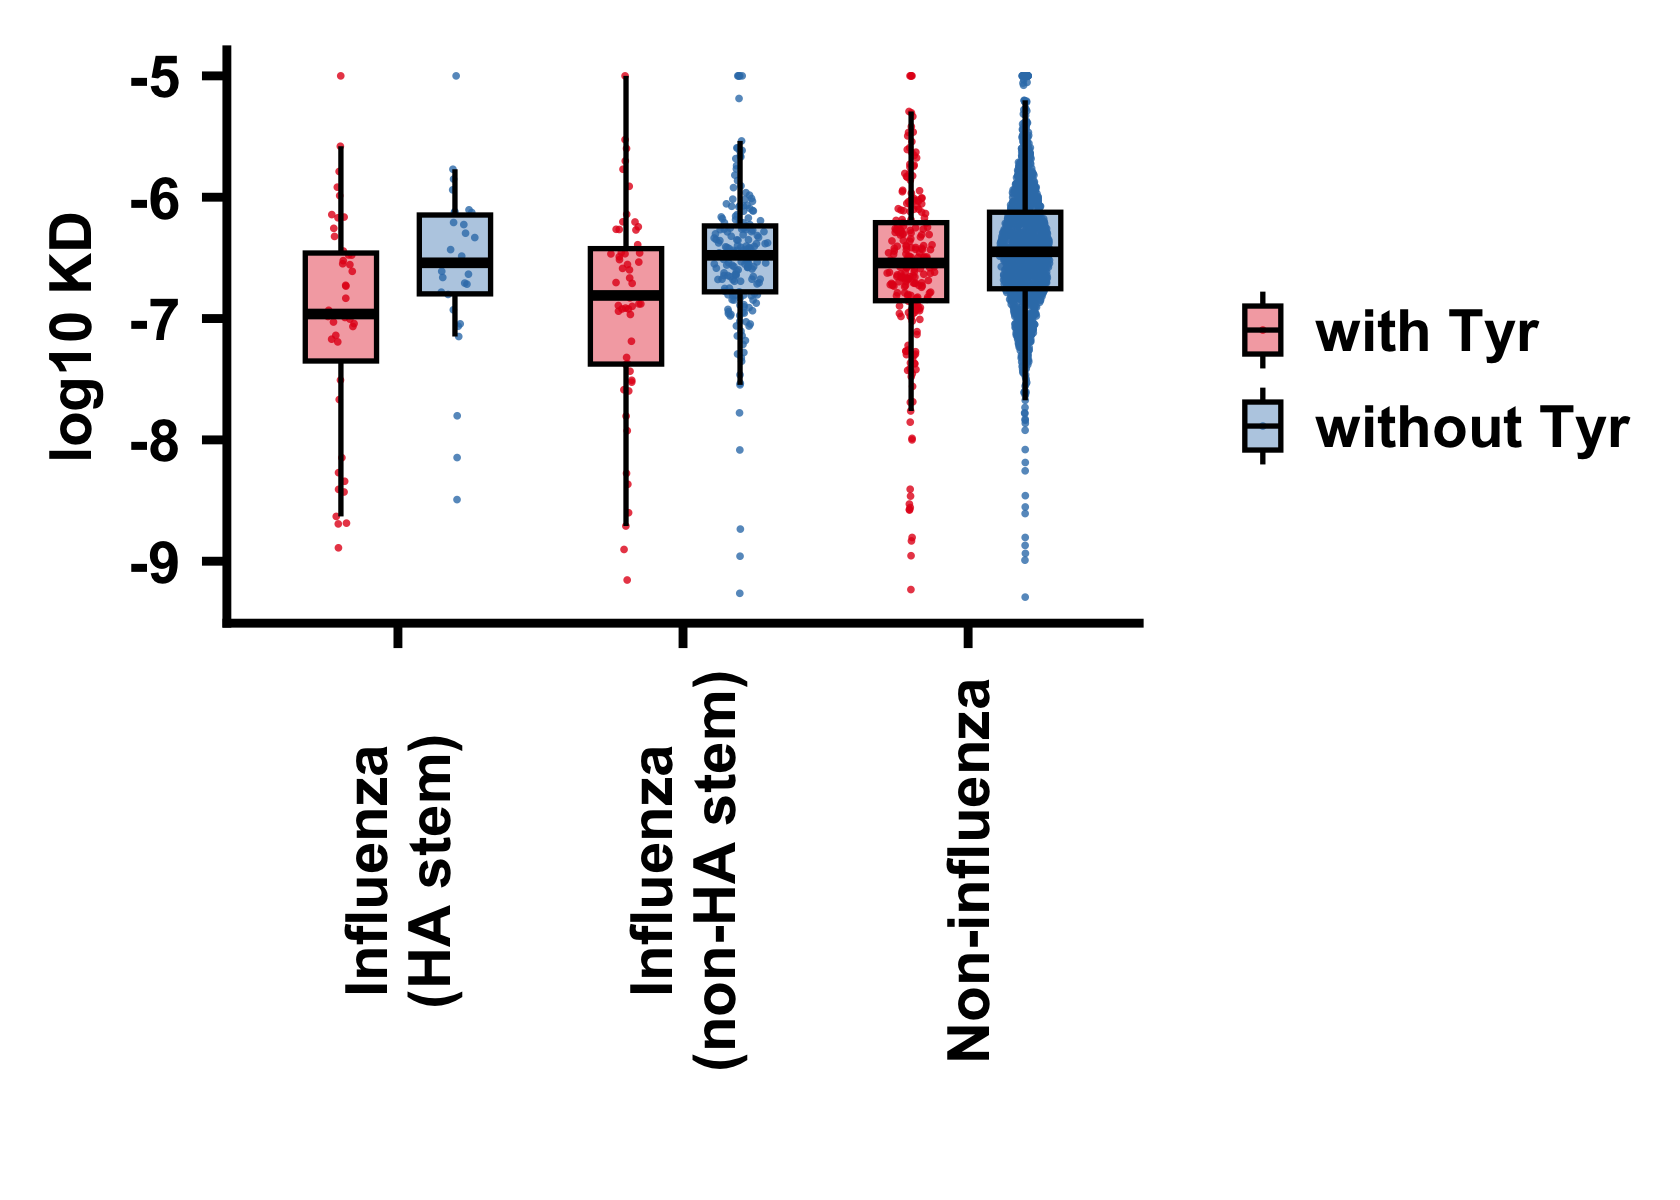 log10 KD
-5
-6
-7
-8
-9
Influenza
(HA stem)
Influenza
(non-HA stem)
Non-influenza
with Tyr
without Tyr